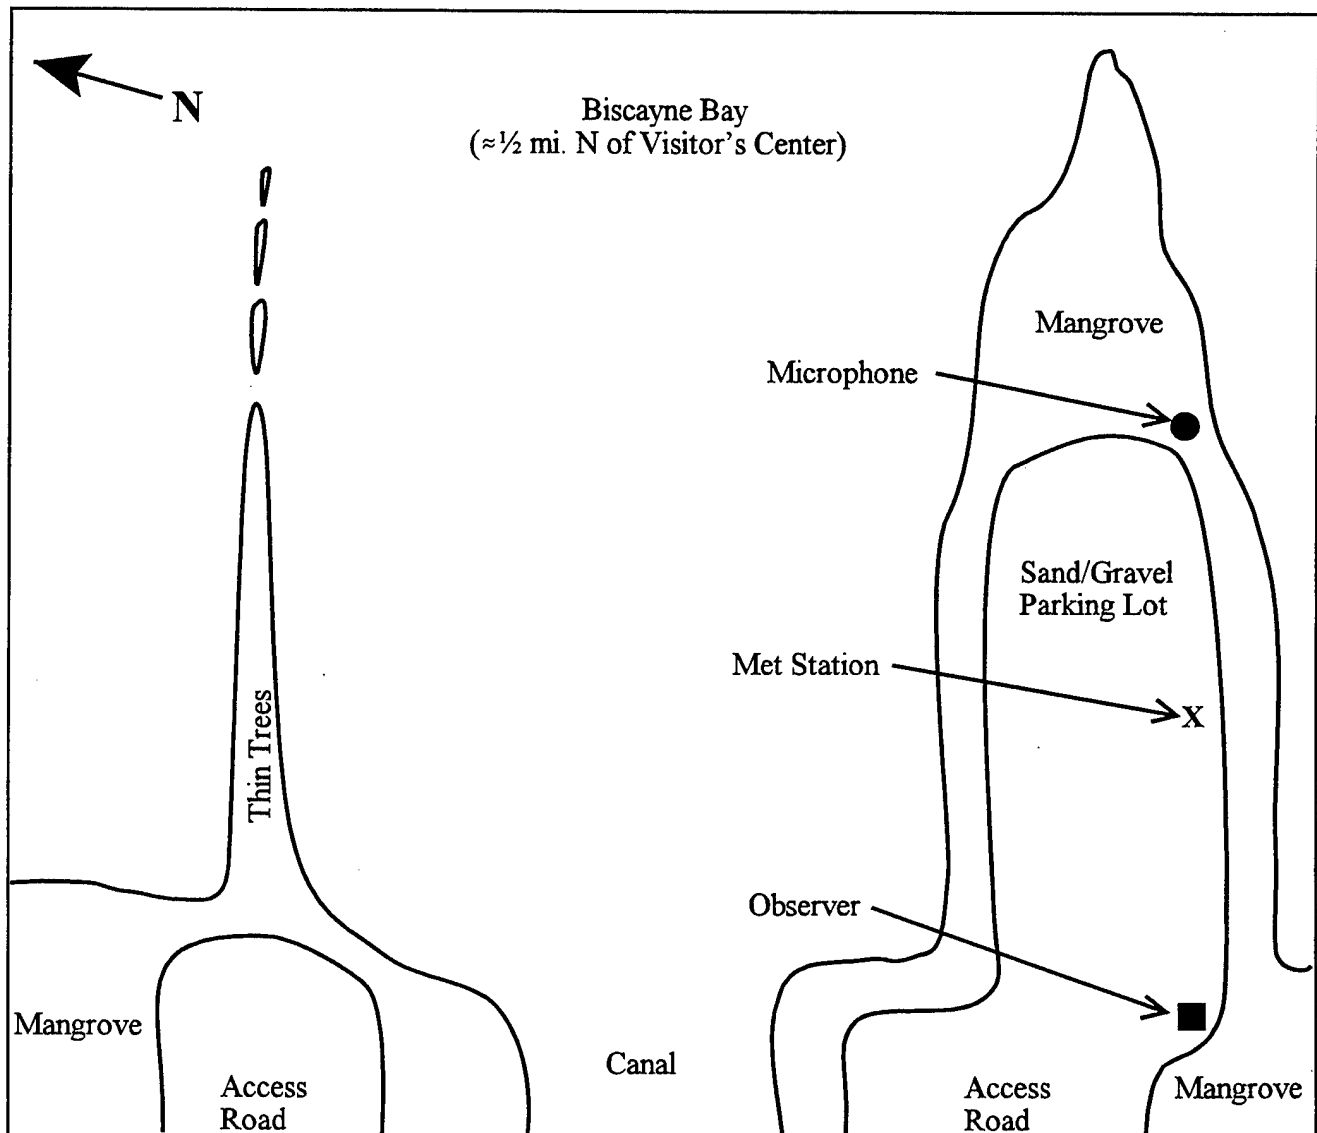 N
Biscayne Bay
(≈½ mi. N of Visitor's Center)
Mangrove
Microphone
Sand/Gravel
Parking Lot
Met Station
X
Thin Trees
Observer
Mangrove
Canal
Access
Road
Access
Road
Mangrove